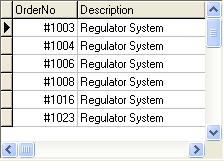 OrderNo Description
#1003 Regulator System
#1004 Regulator System
#1006 Regulator System
#1008 Regulator System
#1016 Regulator System
#1023 Regulator System